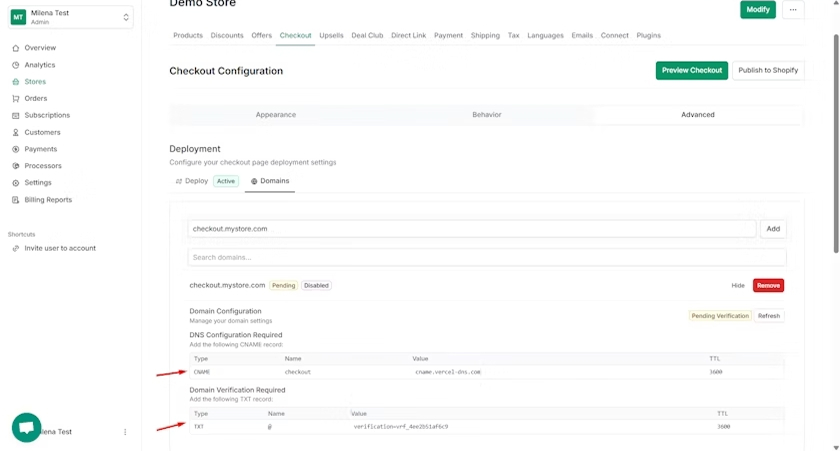 MT
Milena Test
Admin
Overview
Analytics
Stores
Orders
Subscriptions
Customers
Payments
Processors
Settings
Billing Reports
Shortcuts
Invite user to account
lena Test
Demo Store
Modify
...
Products Discounts Offers Checkout Upsells Deal Club Direct Link Payment Shipping Tax Languages Emails Connect Plugins
Checkout Configuration
Preview Checkout
Publish to Shopify
Appearance Behavior Advanced
Deployment
Configure your checkout page deployment settings
Deploy Active Domains
checkout.mystore.com
Add
Search domains...
checkout.mystore.com Pending Disabled Hide Remove
Domain Configuration
Manage your domain settings
Pending Verification Refresh
DNS Configuration Required
Add the following CNAME record:
Type Name Value TTL
CNAME checkout cname.vercel-dns.com 3600
Domain Verification Required
Add the following TXT record:
Type Name Value TTL
TXT @ verification=vrf_4ee2b51af6c9 3600